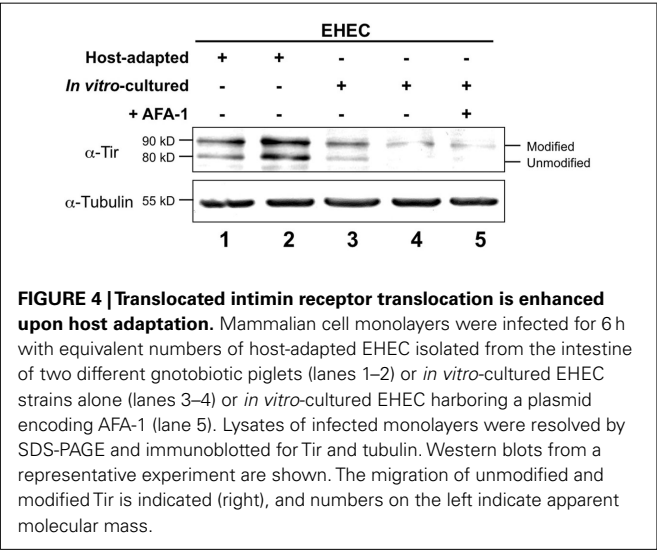 EHEC
Host-adapted + + - - -
In vitro-cultured - - + + +
+ AFA-1 - - - - +
α-Tir 90 kD 80 kD Modified Unmodified
α-Tubulin 55 kD
1 2 3 4 5
FIGURE 4 | Translocated intimin receptor translocation is enhanced
upon host adaptation. Mammalian cell monolayers were infected for 6 h
with equivalent numbers of host-adapted EHEC isolated from the intestine
of two different gnotobiotic piglets (lanes 1–2) or in vitro-cultured EHEC
strains alone (lanes 3–4) or in vitro-cultured EHEC harboring a plasmid
encoding AFA-1 (lane 5). Lysates of infected monolayers were resolved by
SDS-PAGE and immunoblotted for Tir and tubulin. Western blots from a
representative experiment are shown. The migration of unmodified and
modified Tir is indicated (right), and numbers on the left indicate apparent
molecular mass.